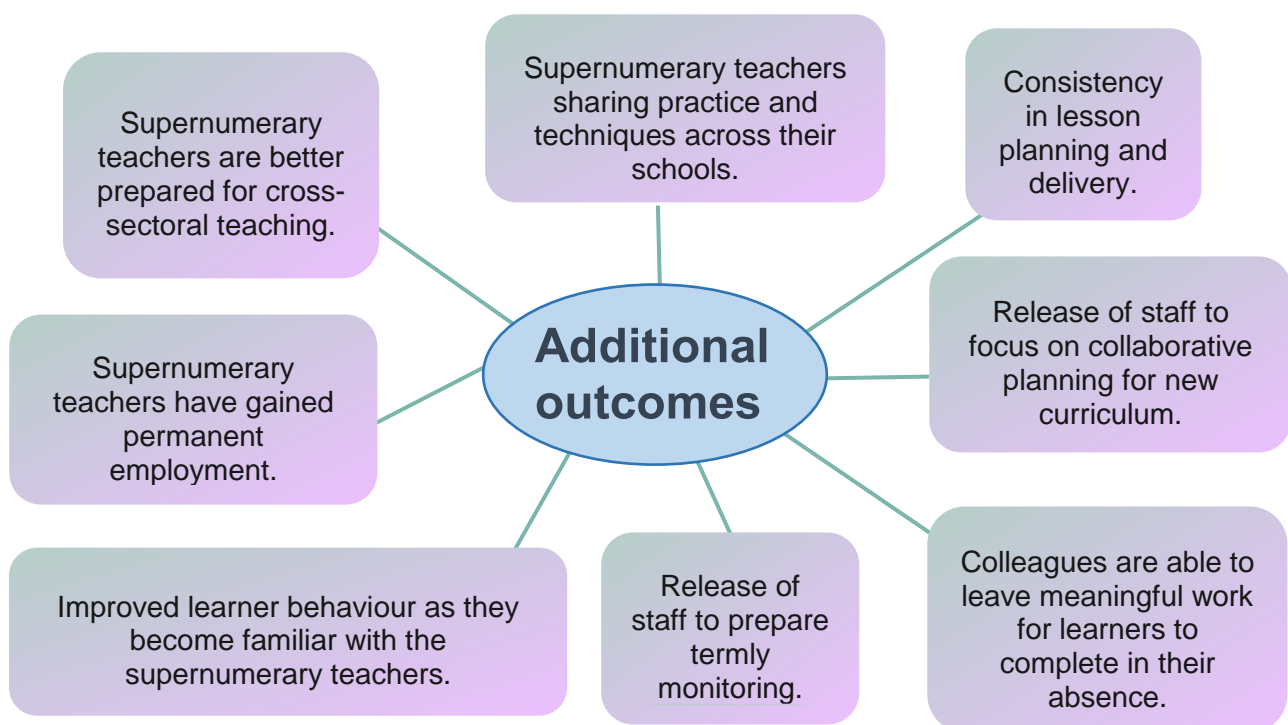 Additional
outcomes
Supernumerary teachers
sharing practice and
techniques across their
schools.
Consistency
in lesson
planning and
delivery.
Release of staff to
focus on collaborative
planning for new
curriculum.
Colleagues are able to
leave meaningful work
for learners to
complete in their
absence.
Release of
staff to prepare
termly
monitoring.
Improved learner behaviour as they
become familiar with the
supernumerary teachers.
Supernumerary
teachers have gained
permanent
employment.
Supernumerary
teachers are better
prepared for cross-
sectoral teaching.